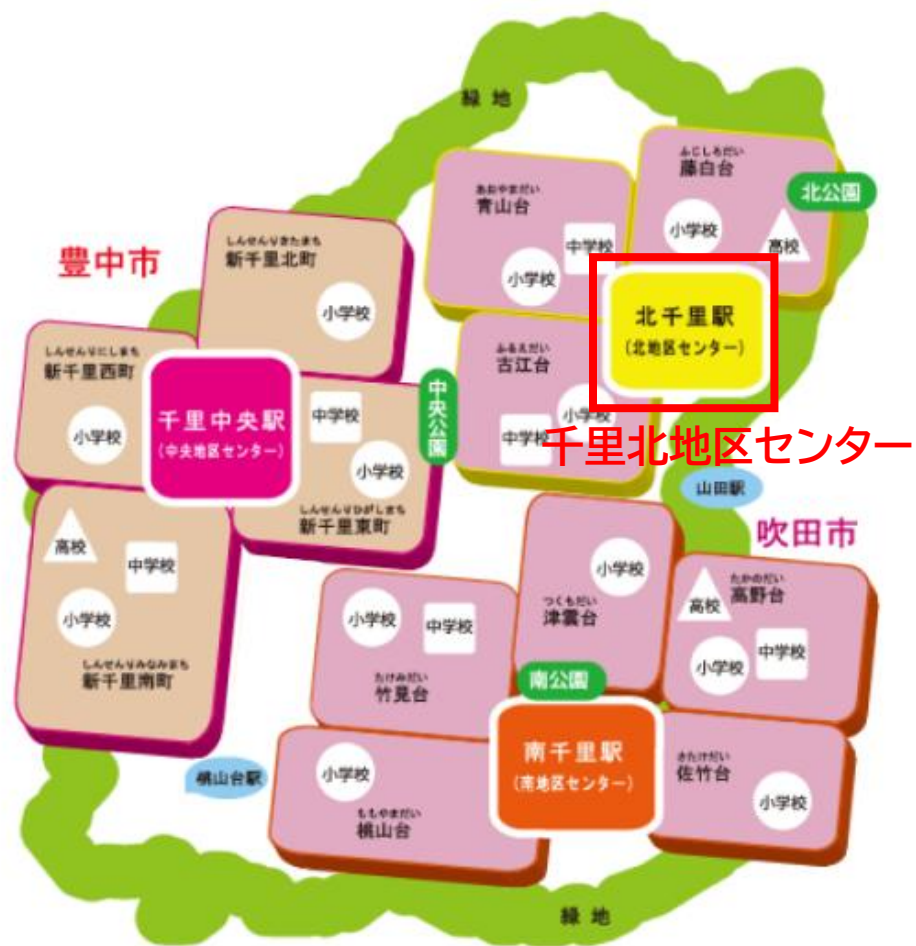 緑 地
ふじしろだい
藤白台
北公園
小学校
高校
あおやまだい
青山台
中学校
小学校
豊中市
しんせんりきたまち
新千里北町
小学校
北千里駅
(北地区センター)
ふるえだい
古江台
小学校
中学校
千里北地区センター
しんせんりにしまち
新千里西町
小学校
千里中央駅
(中央地区センター)
中央公園
中学校
小学校
しんせんりひがしまち
新千里東町
山田駅
吹田市
高校
中学校
小学校
しんせんりみなみまち
新千里南町
小学校
つくもだい
津雲台
たかのだい
高野台
高校
中学校
小学校
小学校
中学校
たけみだい
竹見台
南公園
南千里駅
(南地区センター)
さたけだい
佐竹台
小学校
桃山台駅
小学校
ももやまだい
桃山台
緑 地